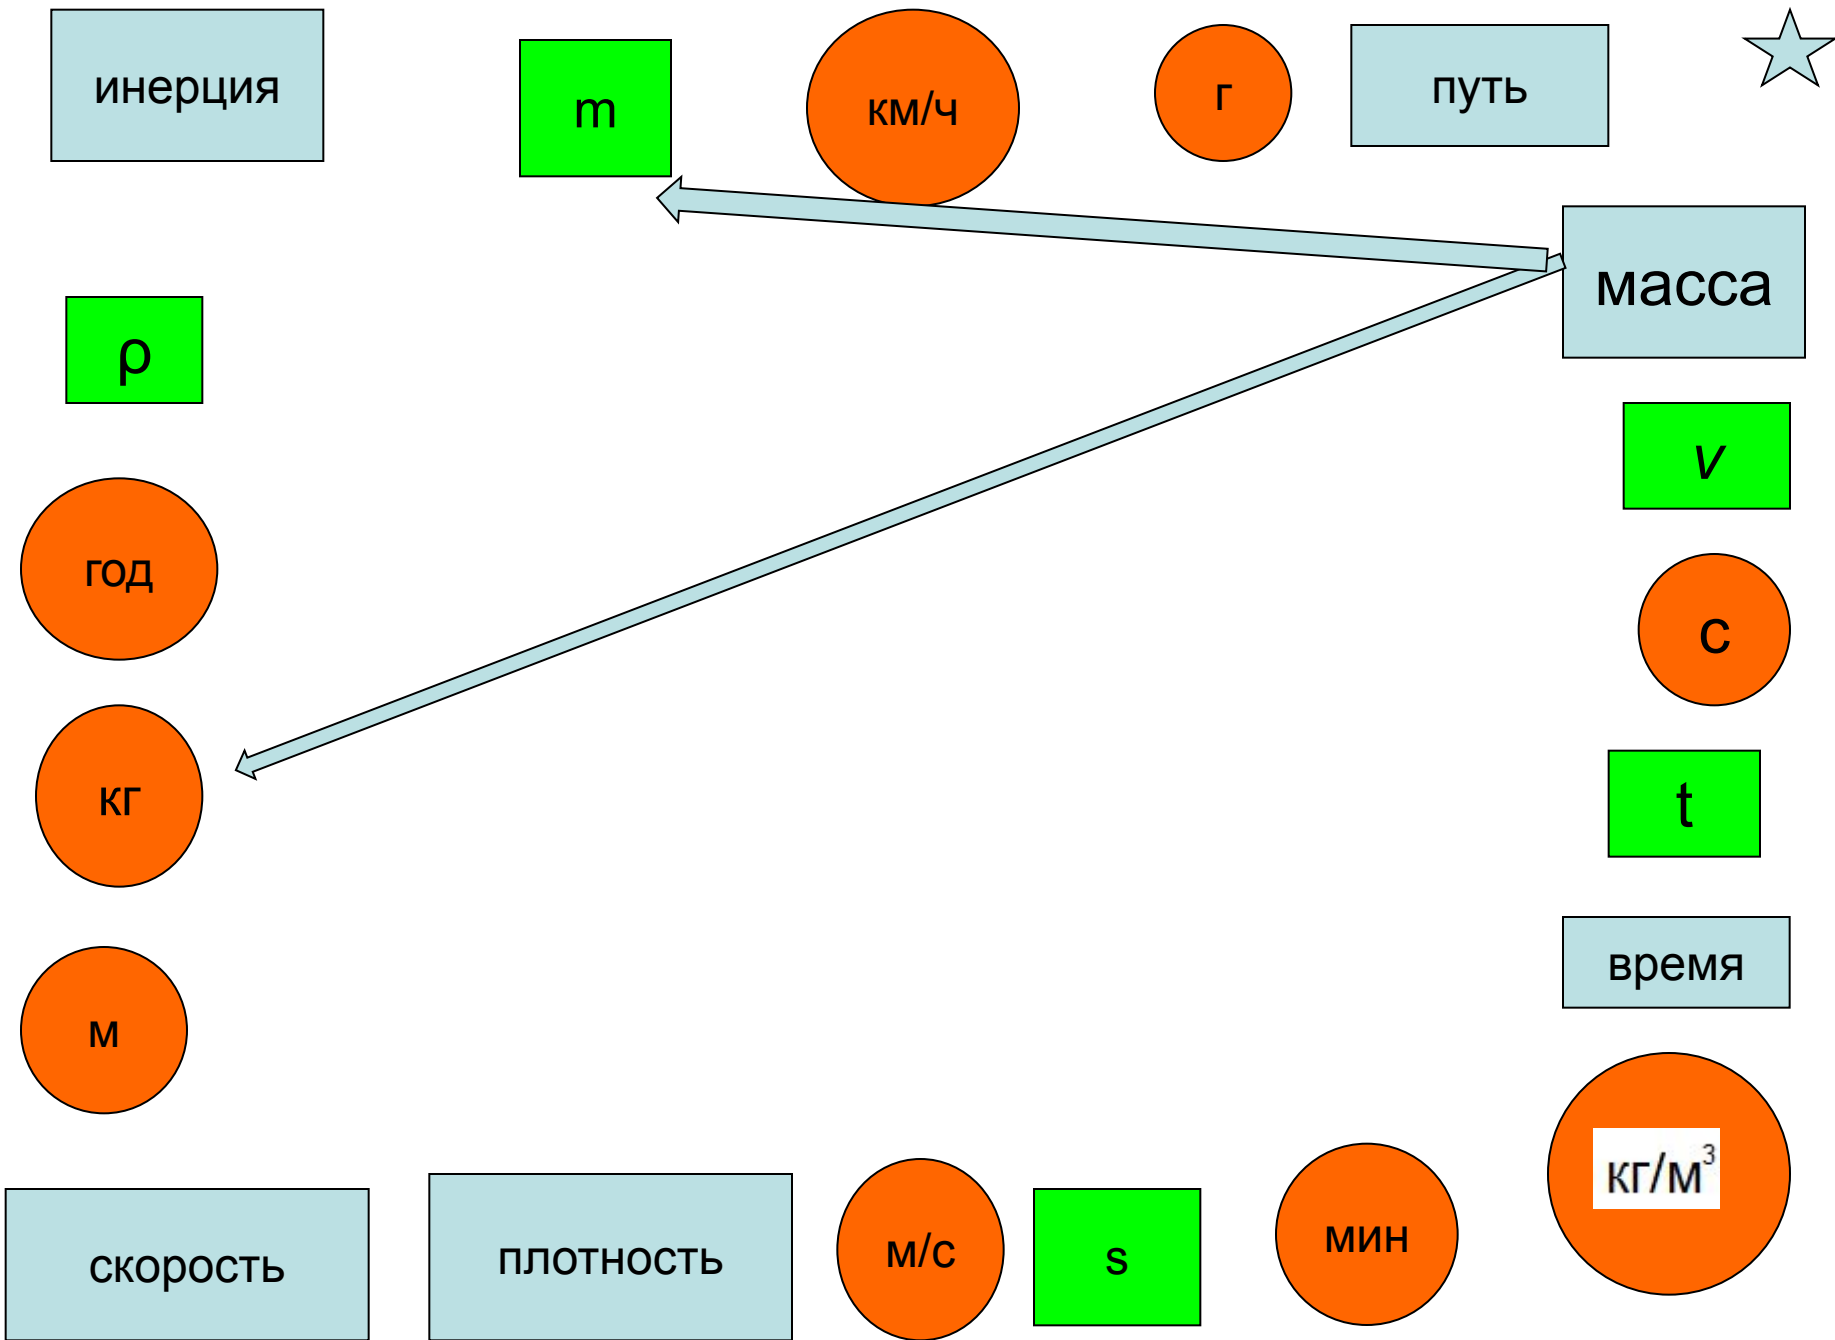 инерция
m
км/ч
г
путь
масса
ρ
v
год
с
кг
t
время
м
кг/м³
скорость
плотность
м/с
s
мин